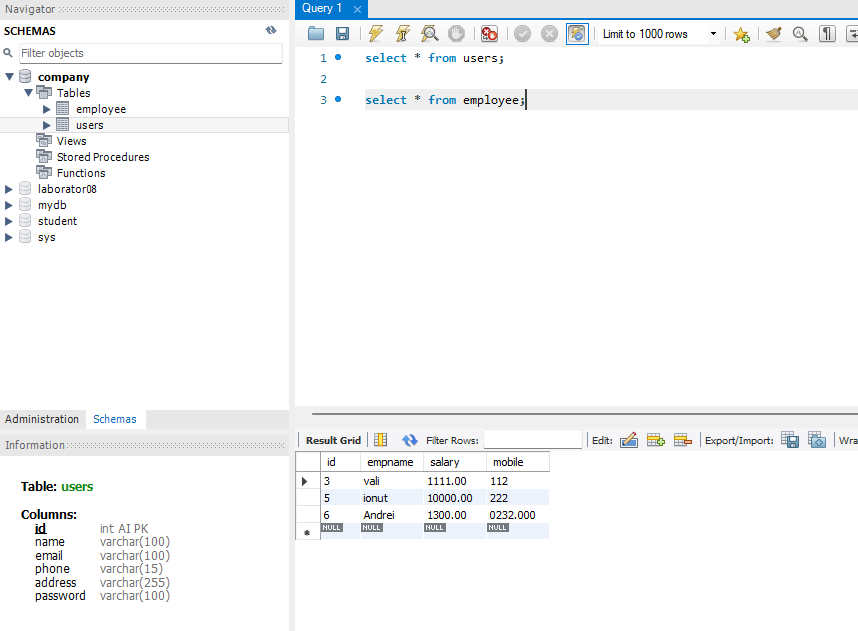 Navigator
SCHEMAS
Filter objects
company
Tables
employee
users
Views
Stored Procedures
Functions
laborator08
mydb
student
sys
Administration Schemas
Information
Table: users
Columns:
id int AI PK
name varchar(100)
email varchar(100)
phone varchar(15)
address varchar(255)
password varchar(100)
Query 1
Limit to 1000 rows
1 select * from users;
2
3 select * from employee;
Result Grid Filter Rows: Edit: Export/Import: Wra
id empname salary mobile
3 vali 1111.00 112
5 ionut 10000.00 222
6 Andrei 1300.00 0232.000
NULL NULL NULL NULL